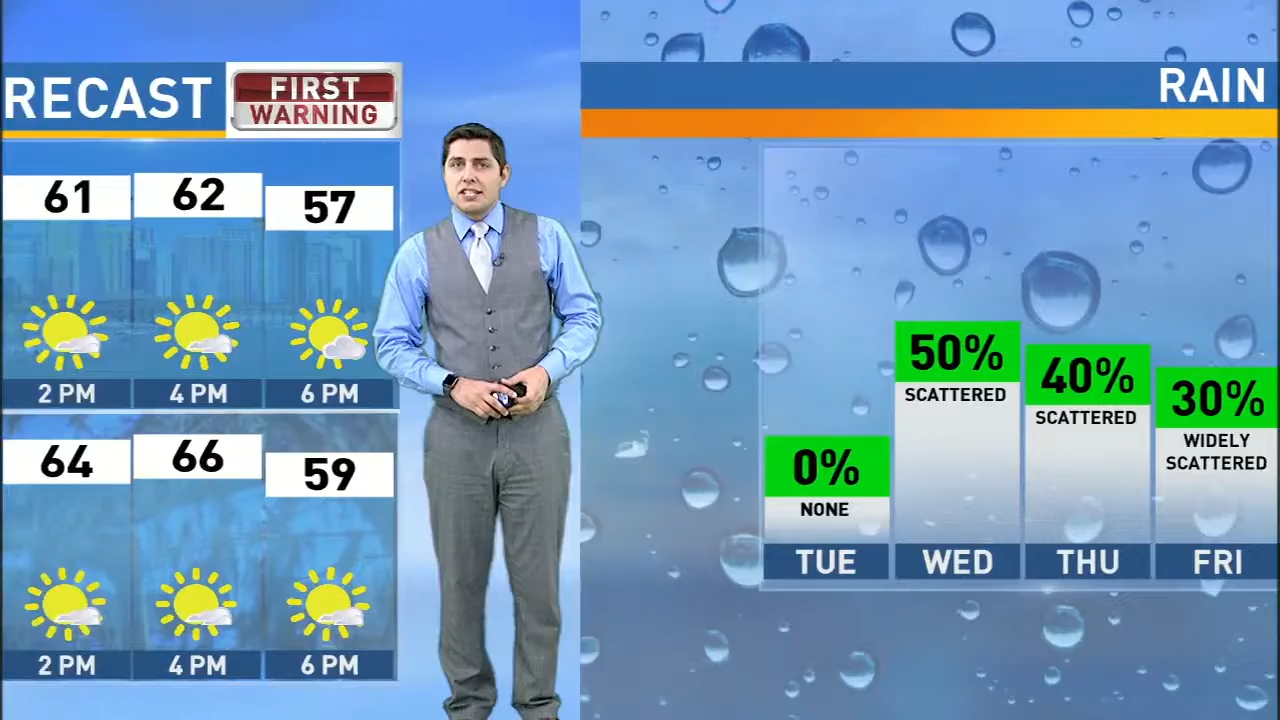 RECAST
FIRST
WARNING
61 62 57
2 PM 4 PM 6 PM
64 66 59
2 PM 4 PM 6 PM
RAIN
0%
NONE
50%
SCATTERED
40%
SCATTERED
30%
WIDELY
SCATTERED
TUE WED THU FRI